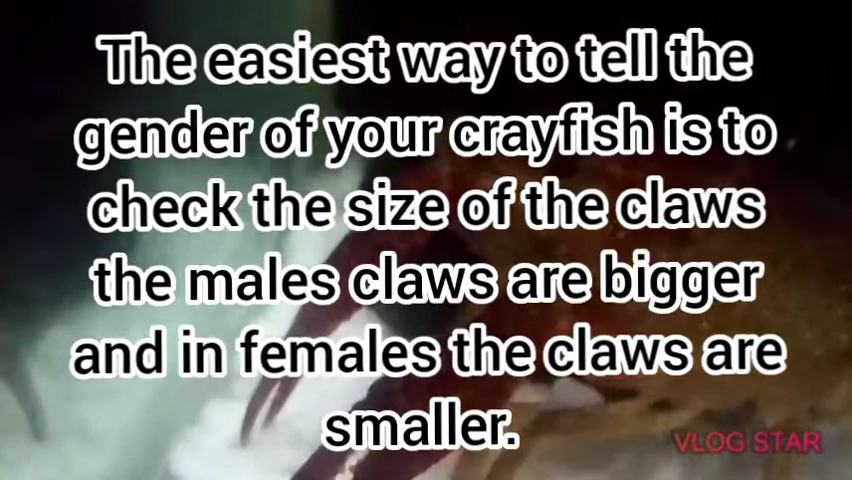 The easiest way to tell the
gender of your crayfish is to
check the size of the claws
the males claws are bigger
and in females the claws are
smaller.
VLOG STAR